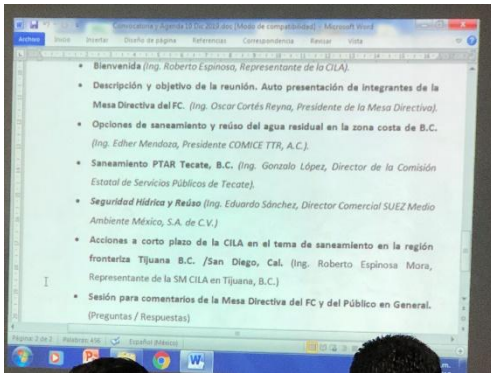 Convocatoria y Agenda 10 Dic 2019.doc [Modo de compatibilidad] - Microsoft Word
Archivo Inicio Insertar Diseño de página Referencias Correspondencia Revisar Vista
• Bienvenida (Ing. Roberto Espinosa, Representante de la CILA).
• Descripción y objetivo de la reunión. Auto presentación de integrantes de la
Mesa Directiva del FC. (Ing. Oscar Cortés Reyna, Presidente de la Mesa Directiva).
• Opciones de saneamiento y reúso del agua residual en la zona costa de B.C.
(Ing. Edher Mendoza, Presidente COMICE TTR, A.C.).
• Saneamiento PTAR Tecate, B.C. (Ing. Gonzalo López, Director de la Comisión
Estatal de Servicios Públicos de Tecate).
• Seguridad Hídrica y Reúso (Ing. Eduardo Sánchez, Director Comercial SUEZ Medio
Ambiente México, S.A. de C.V.)
• Acciones a corto plazo de la CILA en el tema de saneamiento en la región
fronteriza Tijuana B.C. /San Diego, Cal. (Ing. Roberto Espinosa Mora,
Representante de la SM CILA en Tijuana, B.C.)
• Sesión para comentarios de la Mesa Directiva del FC y del Público en General.
(Preguntas / Respuestas)
Página: 2 de 2 Palabras: 436 Español (México)